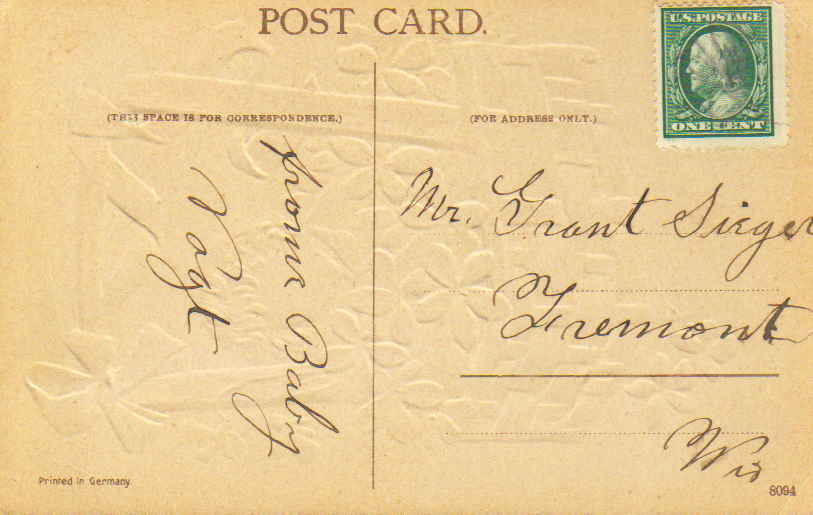 POST CARD.
U.S. POSTAGE
ONE CENT
(THIS SPACE IS FOR CORRESPONDENCE.)
(FOR ADDRESS ONLY.)
from Baby
Vogt
Mr. Grant Sieger
Fremont
Wis
Printed in Germany.
8094